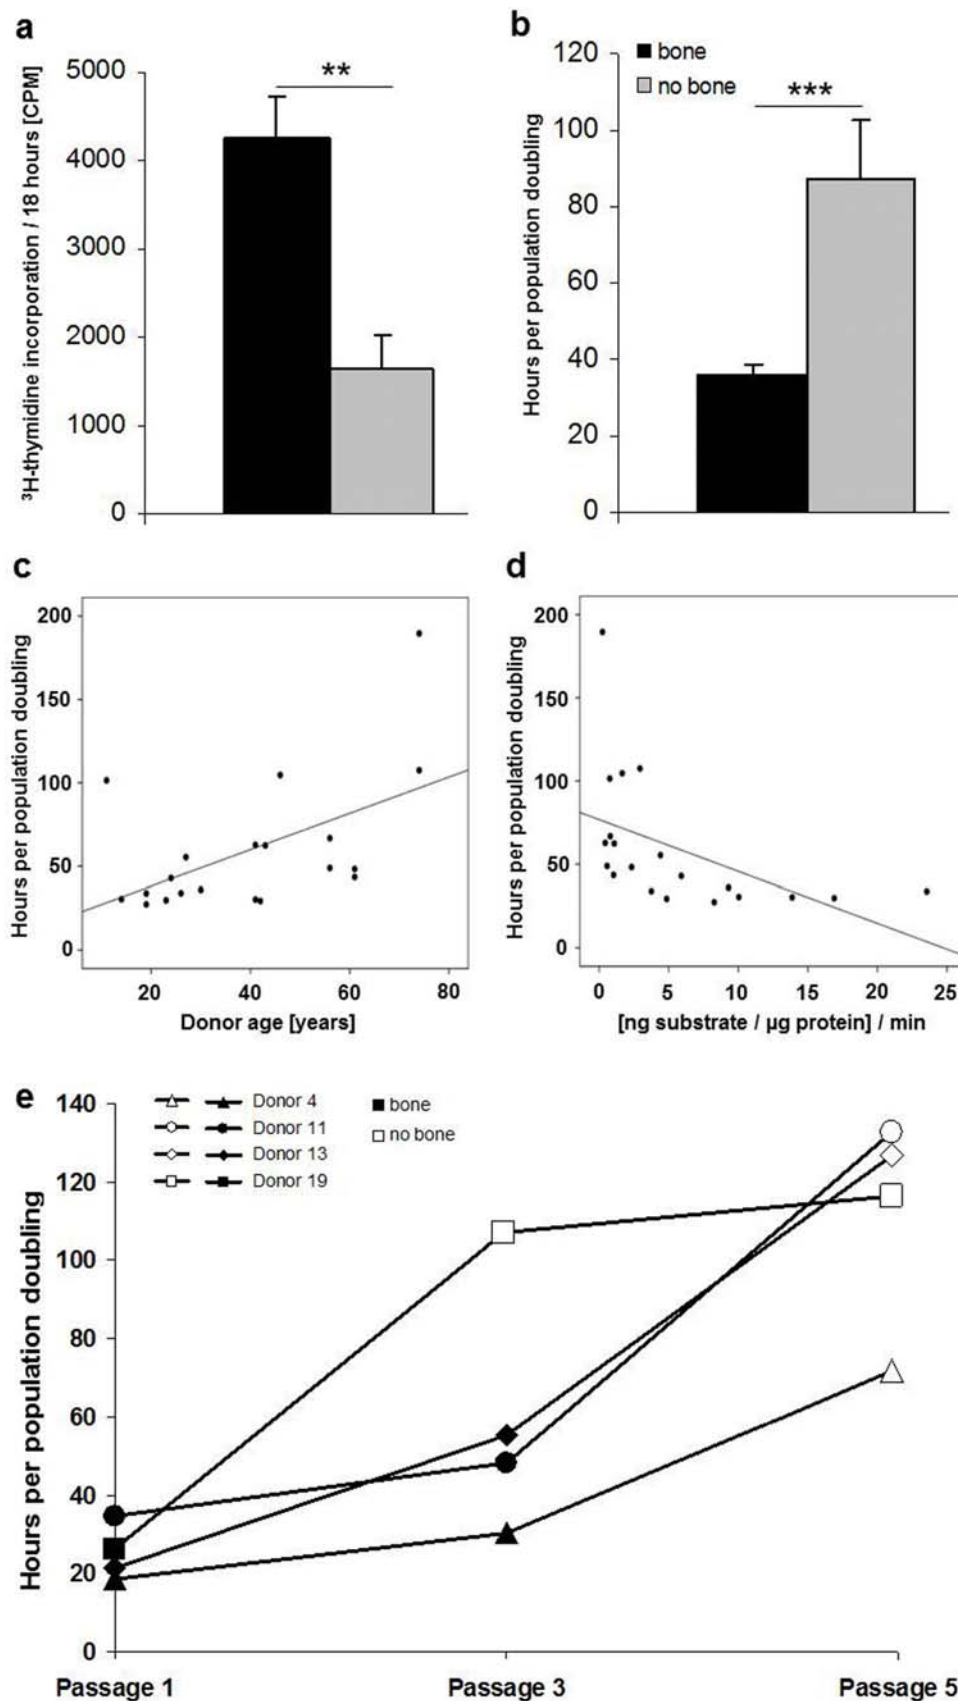 a
³H-thymidine incorporation / 18 hours [CPM]
5000
4000
3000
2000
1000
0
**
b
Hours per population doubling
120
100
80
60
40
20
0
bone
no bone
***
c
Hours per population doubling
200
150
100
50
0
20 40 60 80
Donor age [years]
d
Hours per population doubling
200
150
100
50
0
0 5 10 15 20 25
[ng substrate / µg protein] / min
e
Hours per population doubling
140
120
100
80
60
40
20
0
Donor 4
Donor 11
Donor 13
Donor 19
bone
no bone
Passage 1 Passage 3 Passage 5